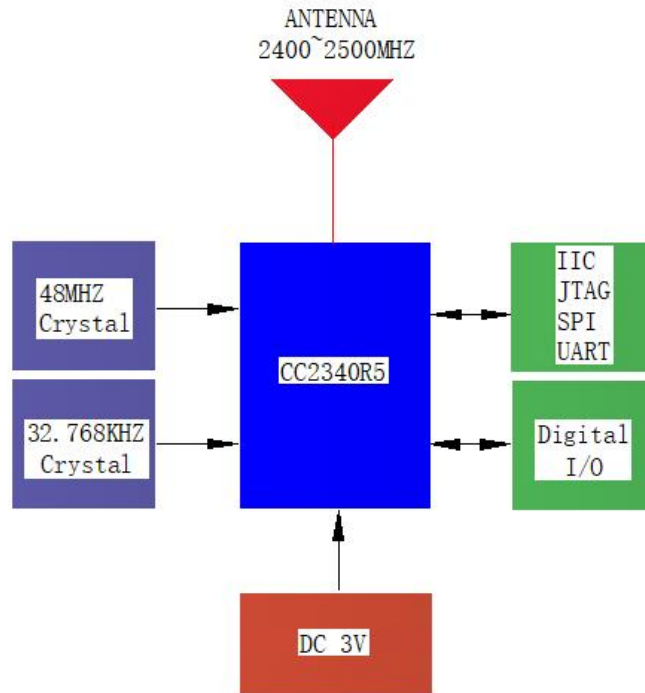 ANTENNA
2400~2500MHZ
48MHZ
Crystal
32.768KHZ
Crystal
CC2340R5
IIC
JTAG
SPI
UART
Digital
I/O
DC 3V